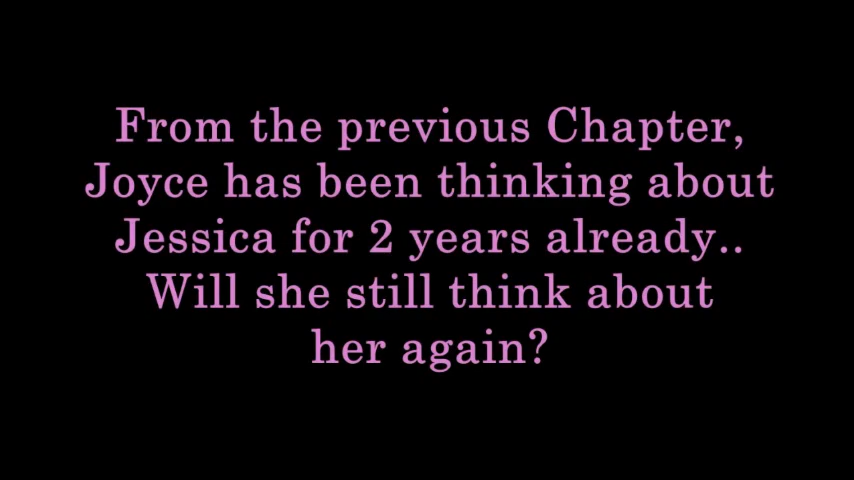 From the previous Chapter,
Joyce has been thinking about
Jessica for 2 years already..
Will she still think about
her again?